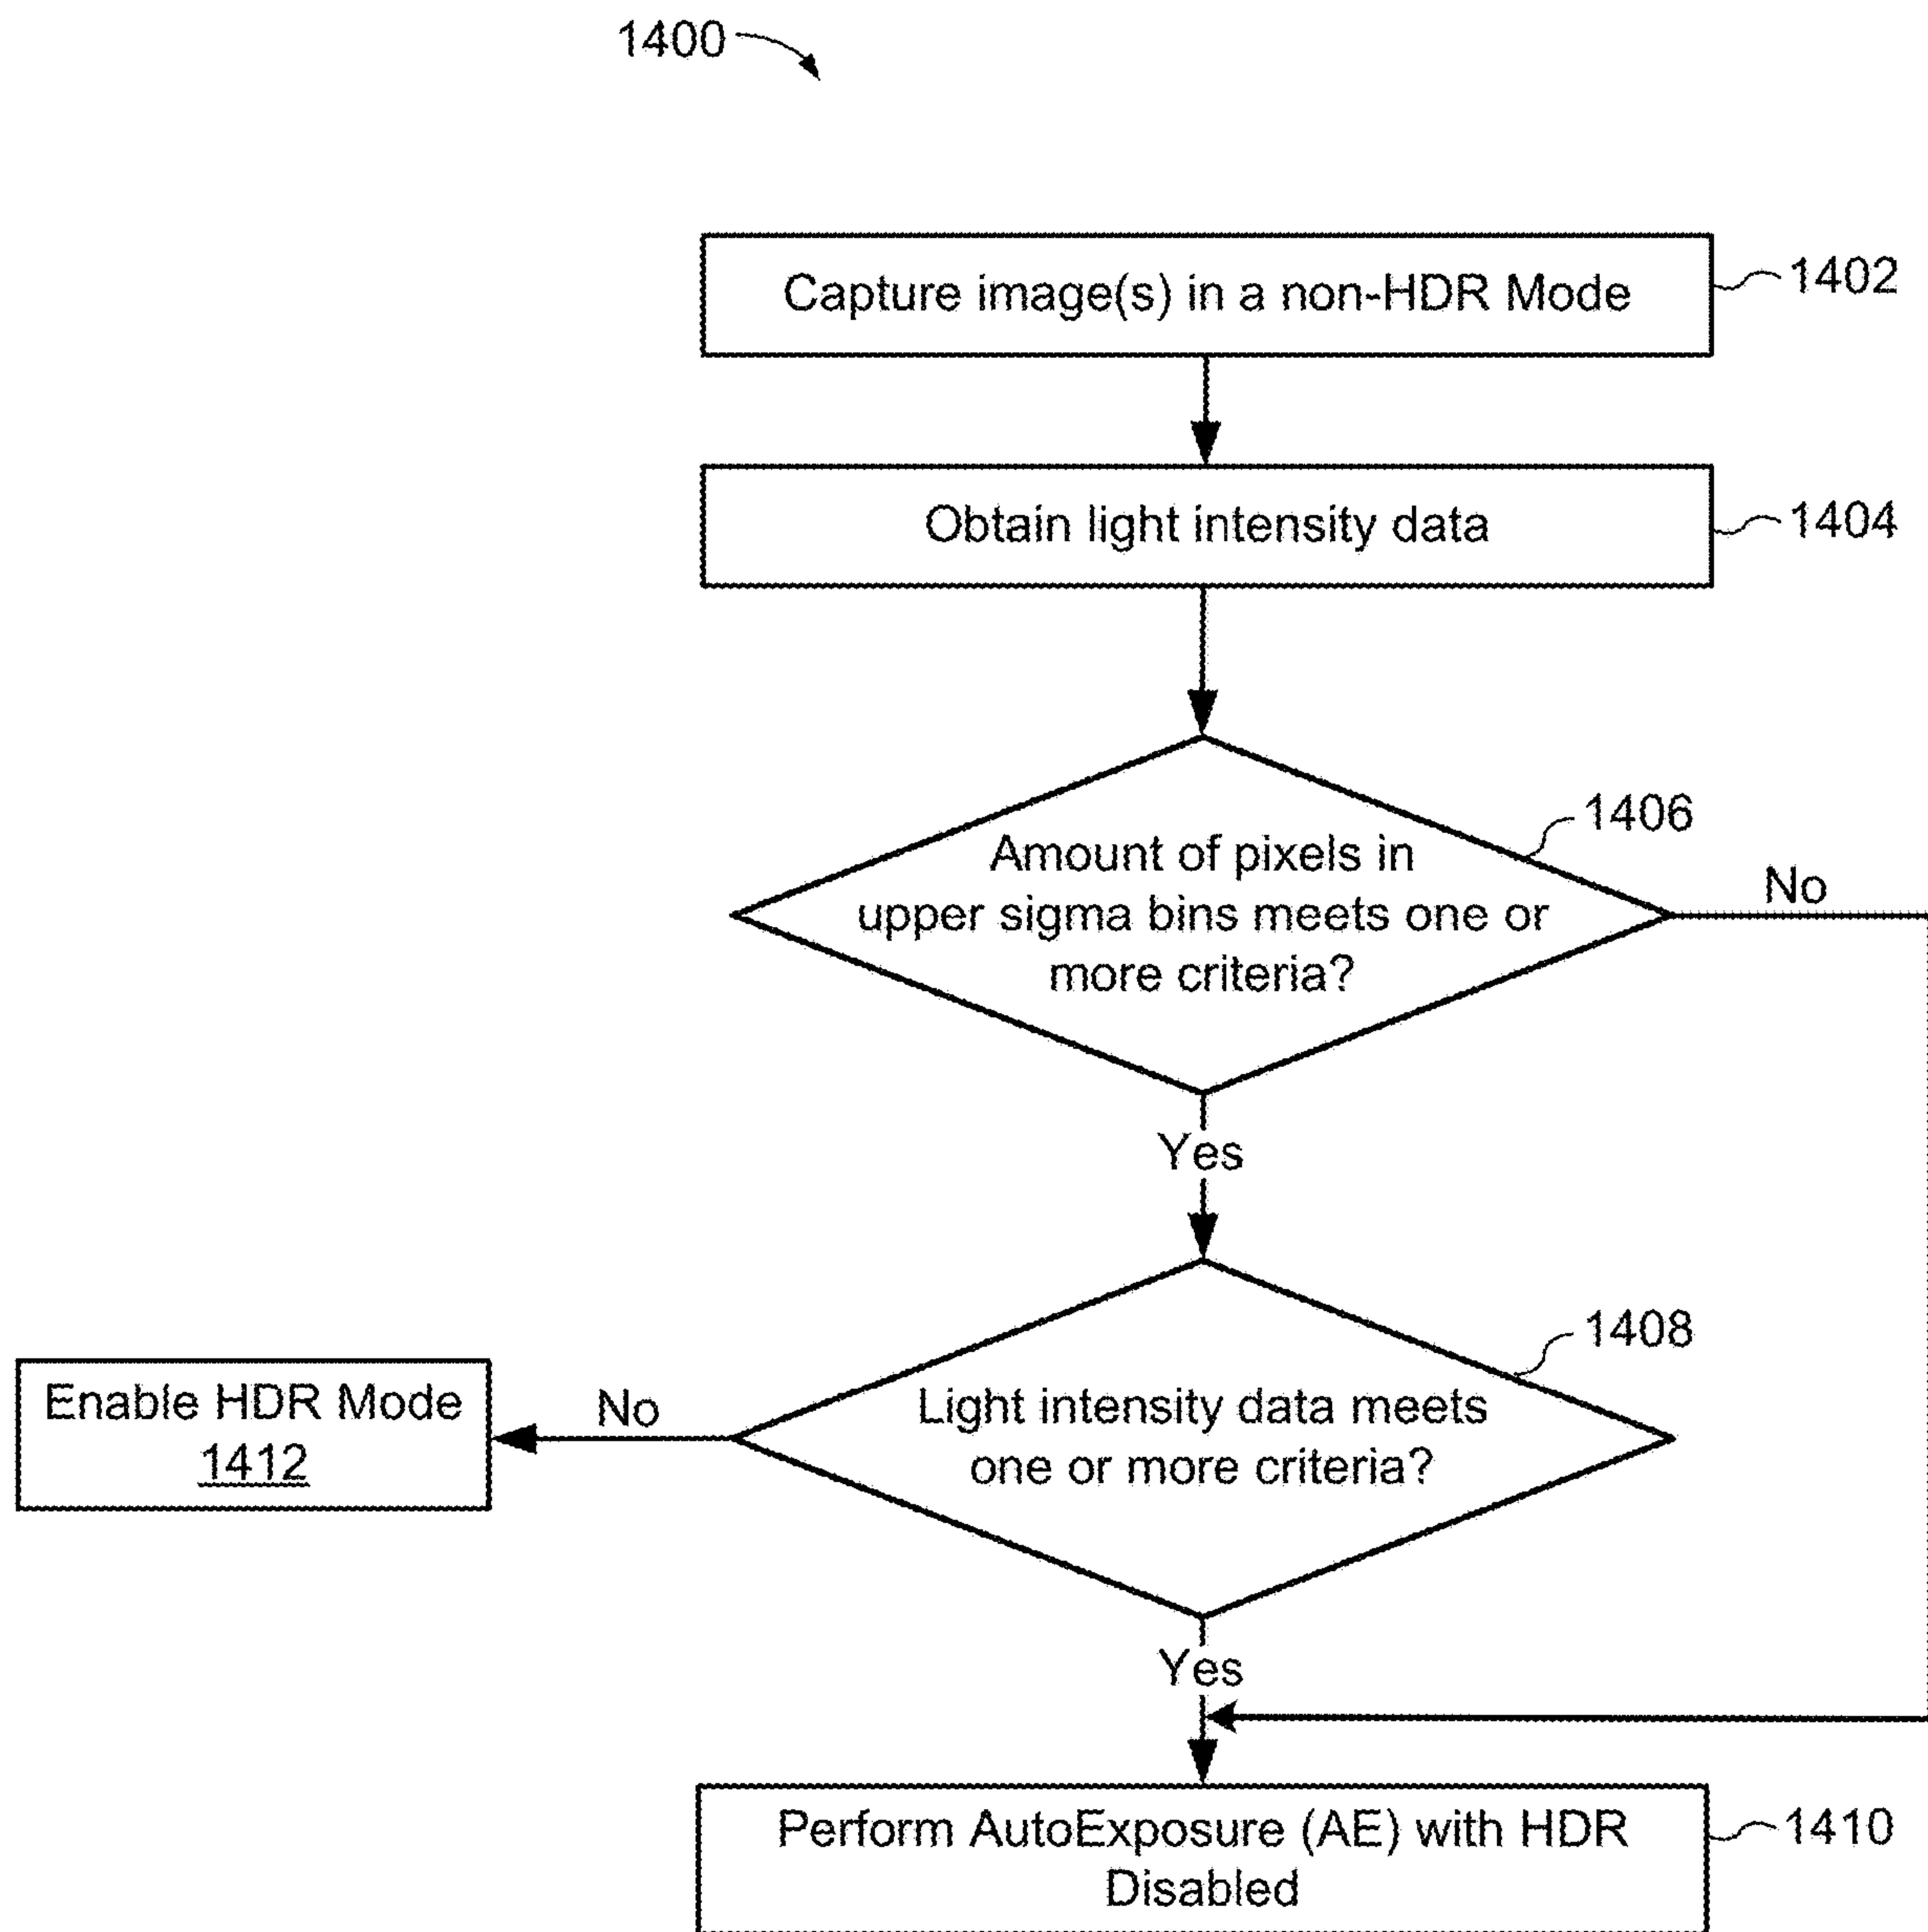 1400
Capture image(s) in a non-HDR Mode
1402
Obtain light intensity data
1404
1406
Amount of pixels in
upper sigma bins meets one or
more criteria?
No
Yes
1408
Light intensity data meets
one or more criteria?
No
Enable HDR Mode
1412
Yes
Perform AutoExposure (AE) with HDR
Disabled
1410